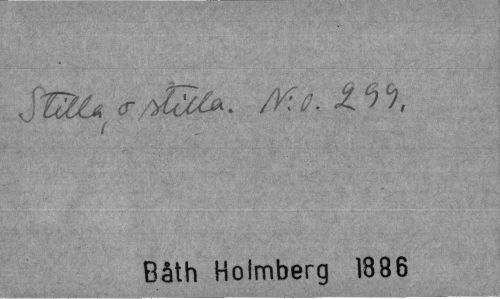 Stilla, o stilla. N:o. 299.
Båth Holmberg 1886